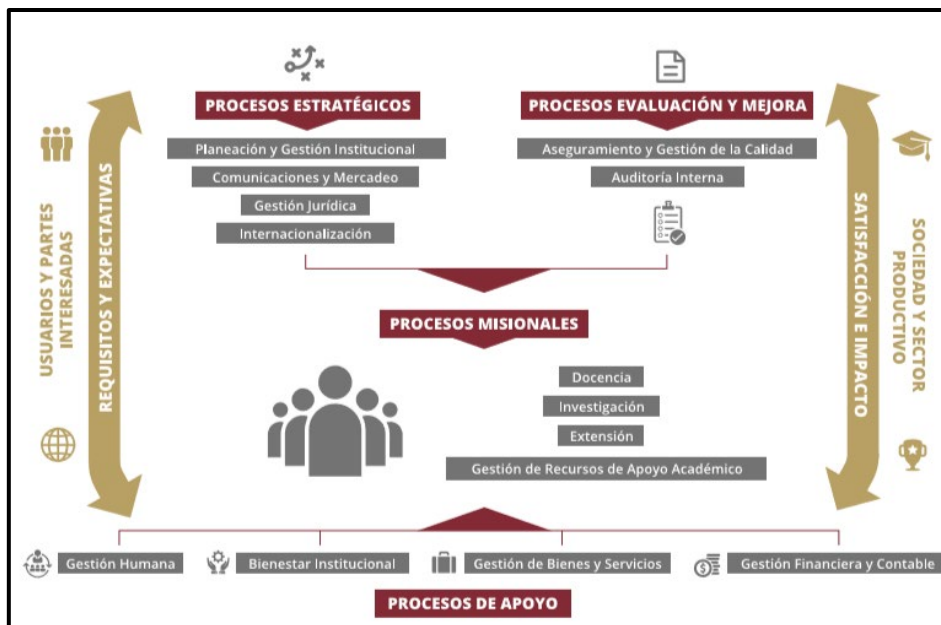 PROCESOS ESTRATÉGICOS
PROCESOS EVALUACIÓN Y MEJORA
Planeación y Gestión Institucional
Comunicaciones y Mercadeo
Gestión Jurídica
Internacionalización
Aseguramiento y Gestión de la Calidad
Auditoría Interna
USUARIOS Y PARTES
INTERESADAS
REQUISITOS Y EXPECTATIVAS
SATISFACCIÓN E IMPACTO
SOCIEDAD Y SECTOR
PRODUCTIVO
PROCESOS MISIONALES
Docencia
Investigación
Extensión
Gestión de Recursos de Apoyo Académico
Gestión Humana
Bienestar Institucional
Gestión de Bienes y Servicios
Gestión Financiera y Contable
PROCESOS DE APOYO